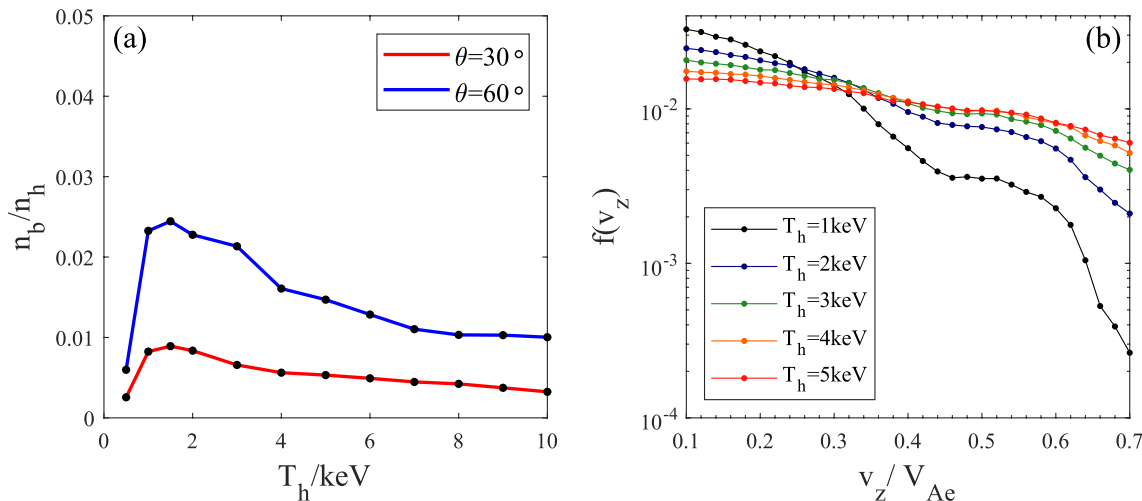 (a)
θ=30°
θ=60°
0.05
0.04
0.03
0.02
0.01
0
n_b/n_h
0 2 4 6 8 10
T_h/keV
(b)
10^-2
10^-3
10^-4
f(v_z)
T_h=1keV
T_h=2keV
T_h=3keV
T_h=4keV
T_h=5keV
0.1 0.2 0.3 0.4 0.5 0.6 0.7
v_z/ V_Ae